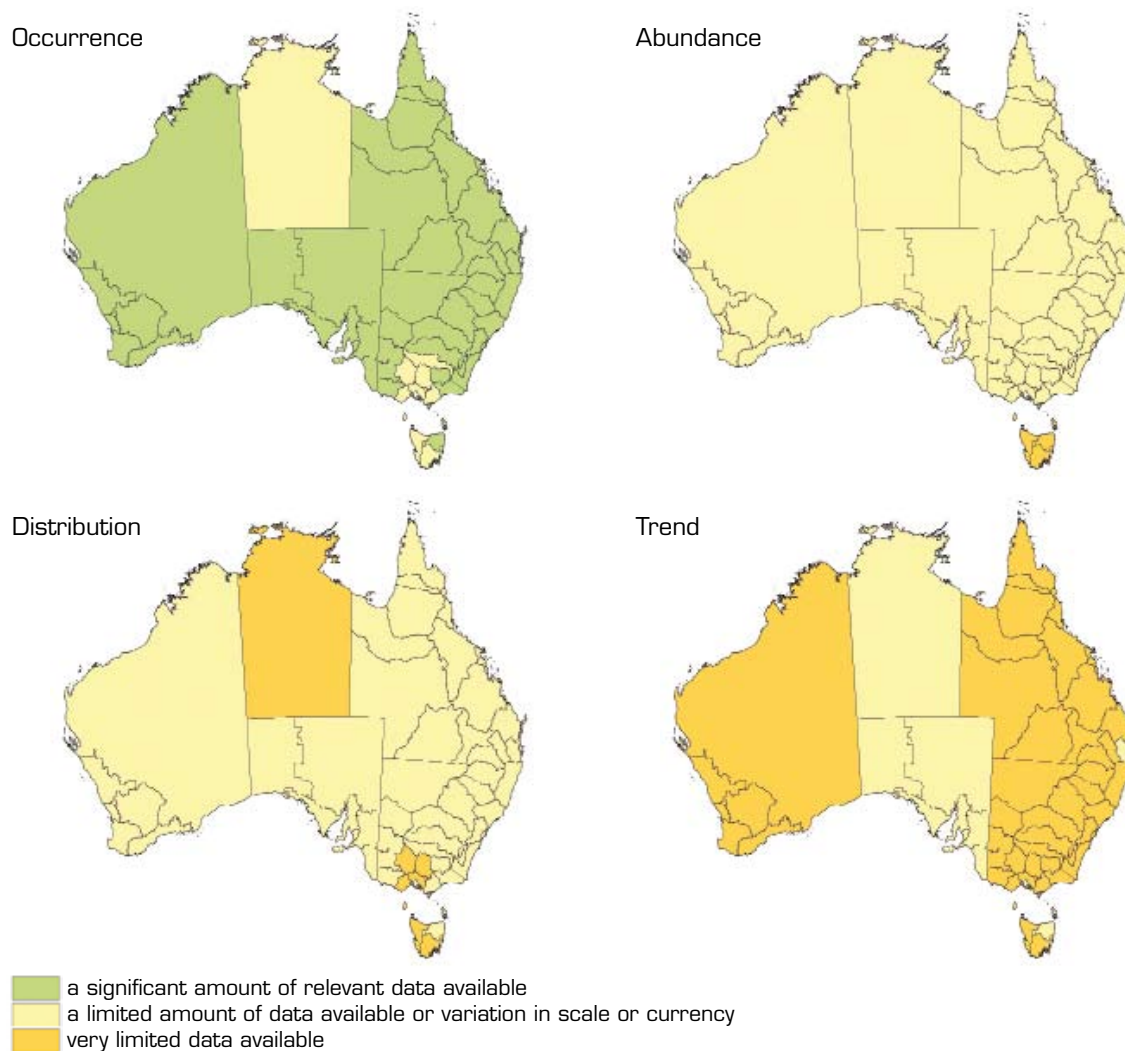 Occurrence
Abundance
Distribution
Trend
a significant amount of relevant data available
a limited amount of data available or variation in scale or currency
very limited data available